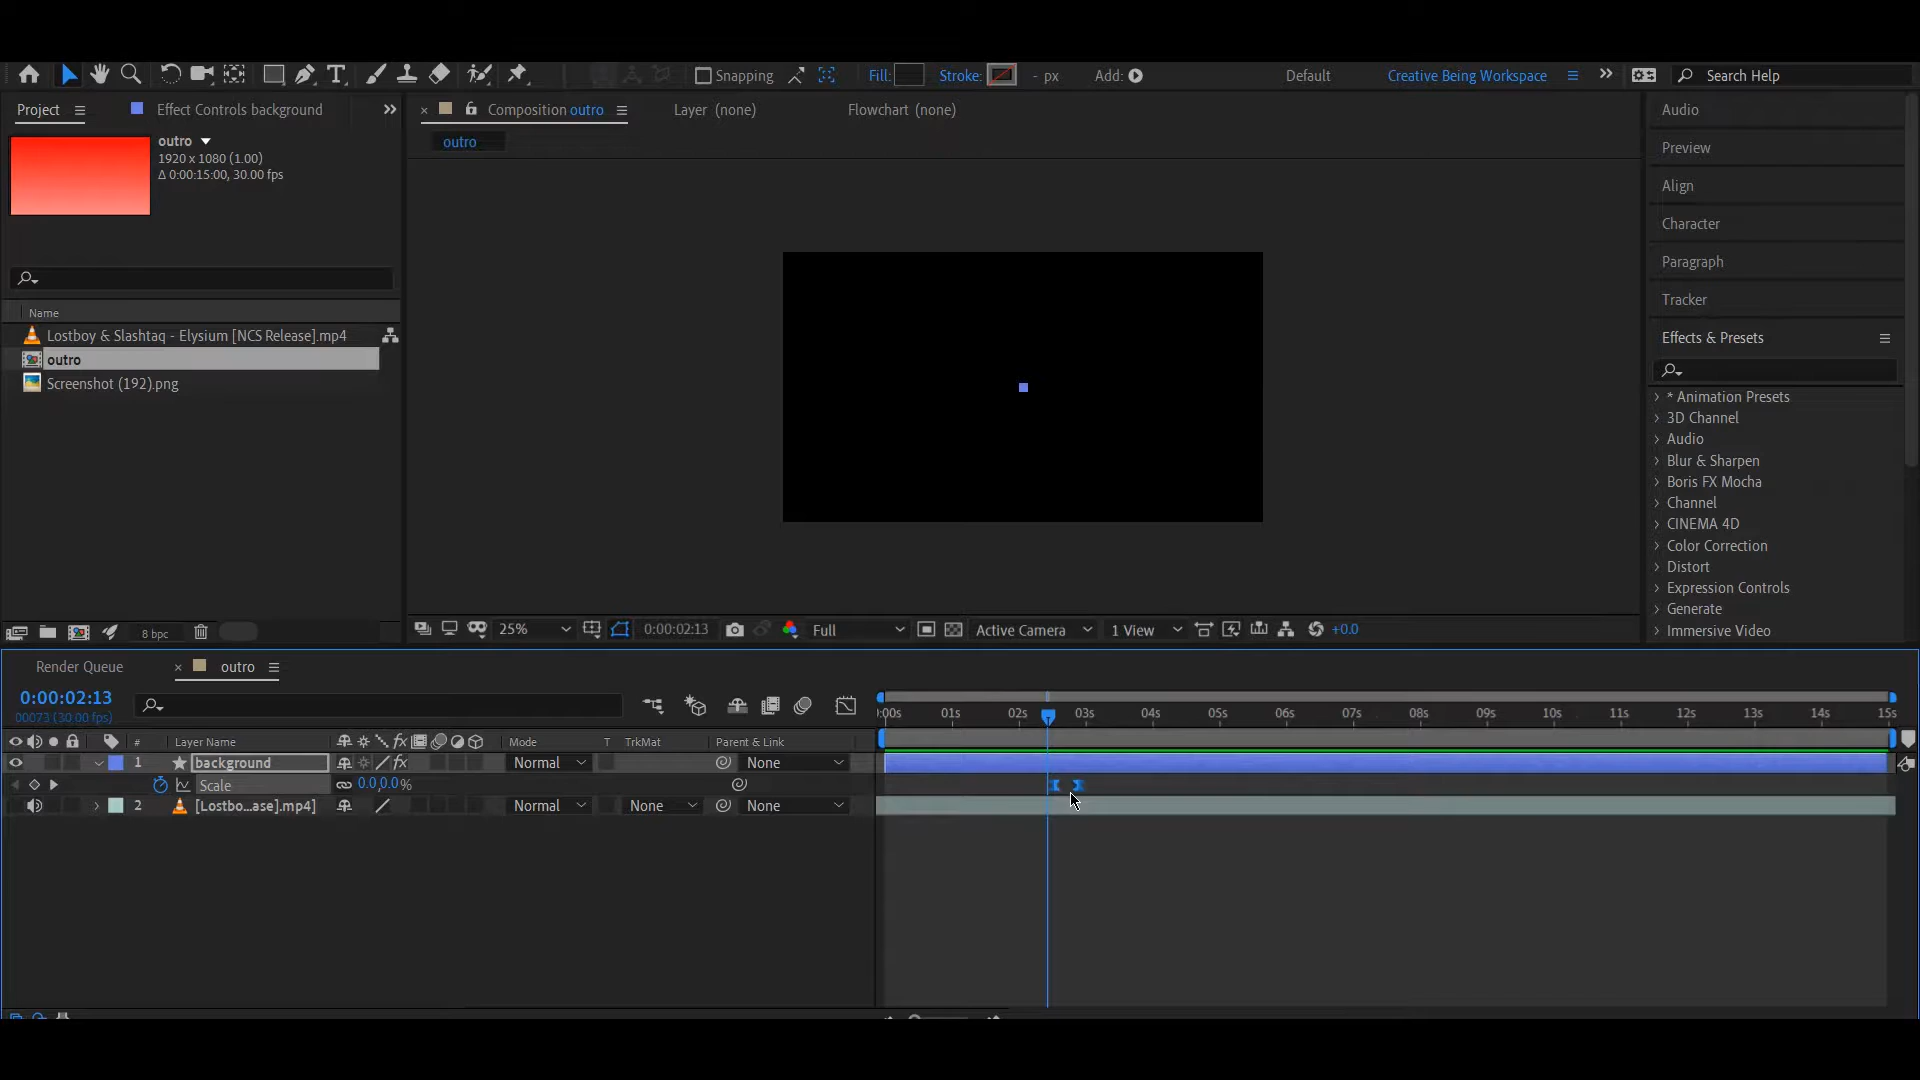 Snapping
Fill:
Stroke:
- px
Add:
Default
Creative Being Workspace
Search Help
Project
Effect Controls background
Composition outro
Layer (none)
Flowchart (none)
outro
outro
1920 x 1080 (1.00)
Δ 0:00:15:00, 30.00 fps
Name
Lostboy & Slashtaq - Elysium [NCS Release].mp4
outro
Screenshot (192).png
8 bpc
25%
0:00:02:13
Full
Active Camera
1 View
+0.0
Audio
Preview
Align
Character
Paragraph
Tracker
Effects & Presets
* Animation Presets
3D Channel
Audio
Blur & Sharpen
Boris FX Mocha
Channel
CINEMA 4D
Color Correction
Distort
Expression Controls
Generate
Immersive Video
Render Queue
outro
0:00:02:13
00073 (30.00 fps)
:00s 01s 02s 03s 04s 05s 06s 07s 08s 09s 10s 11s 12s 13s 14s 15s
# Layer Name fx Mode T TrkMat Parent & Link
1 background fx Normal None
Scale 0.0,0.0%
2 [Lostbo...ase].mp4] Normal None None